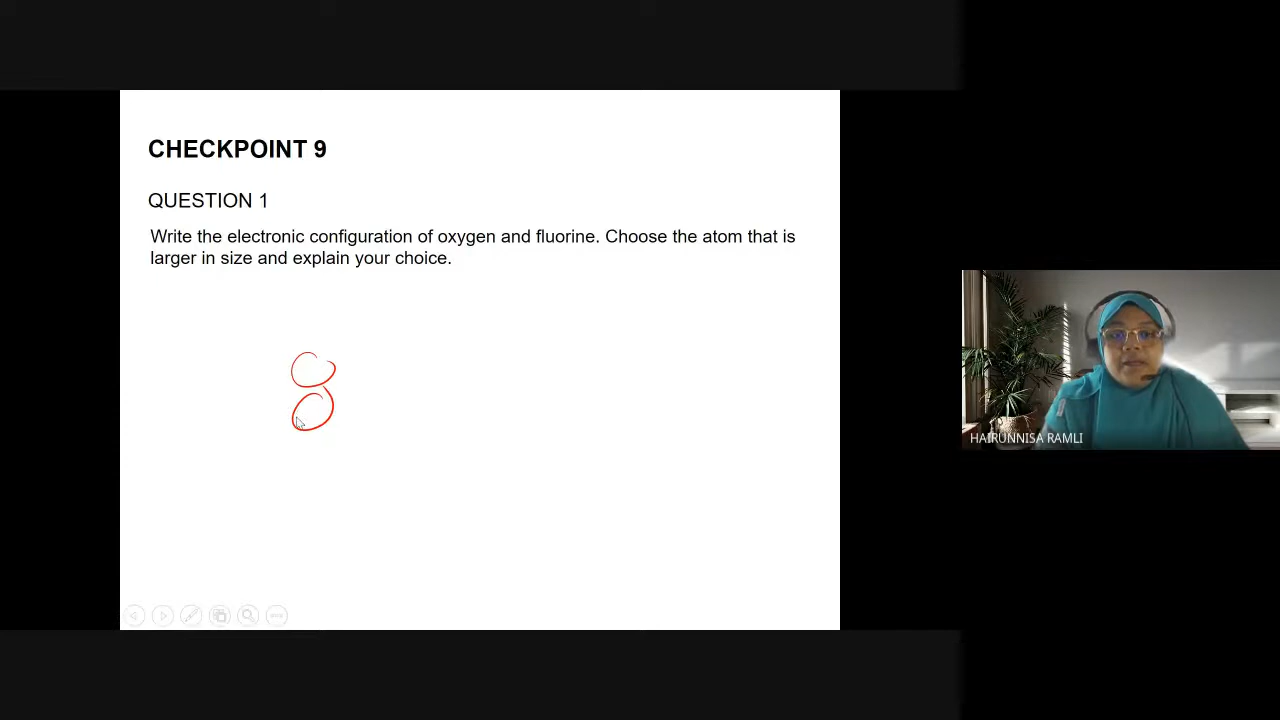 CHECKPOINT 9
QUESTION 1
Write the electronic configuration of oxygen and fluorine. Choose the atom that is
larger in size and explain your choice.
8
HAIRUNNISA RAMLI